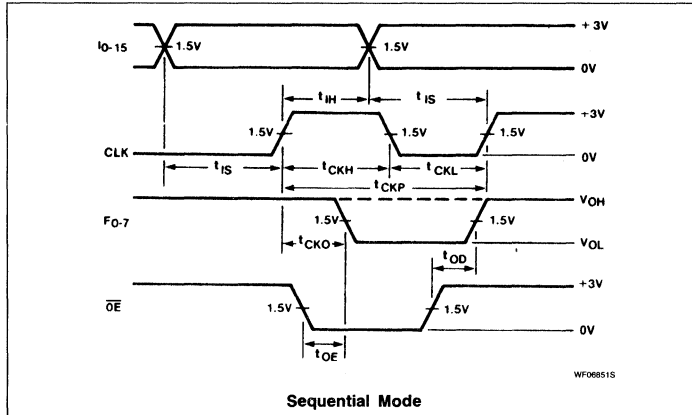 I0-15 1.5V 1.5V +3V
0V
tIH tIS
CLK 1.5V 1.5V 1.5V +3V
0V
tIS tCKH tCKL
tCKP
F0-7 1.5V 1.5V VOH
VOL
tCKO tOD
OE 1.5V 1.5V +3V
0V
tOE
WF06851S
Sequential Mode